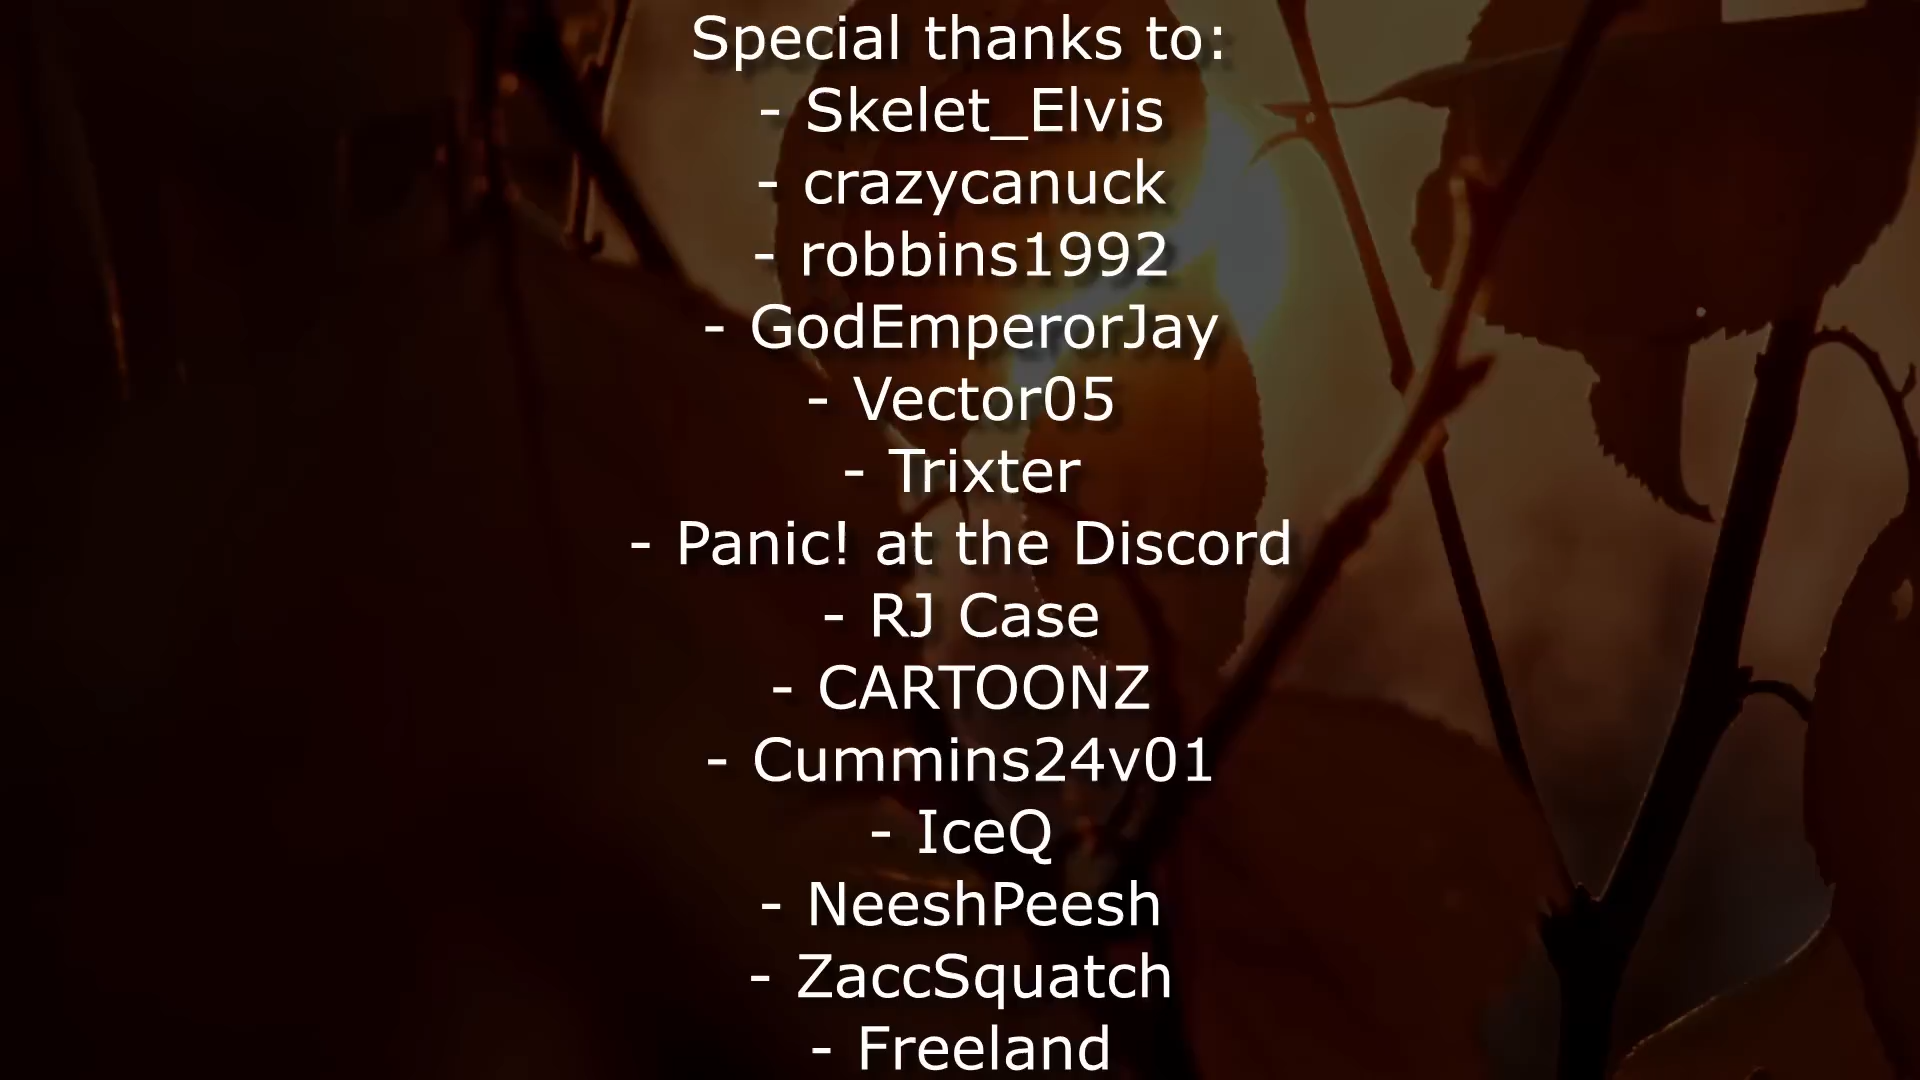 Special thanks to:
- Skelet_Elvis
- crazycanuck
- robbins1992
- GodEmperorJay
- Vector05
- Trixter
- Panic! at the Discord
- RJ Case
- CARTOONZ
- Cummins24v01
- IceQ
- NeeshPeesh
- ZaccSquatch
- Freeland